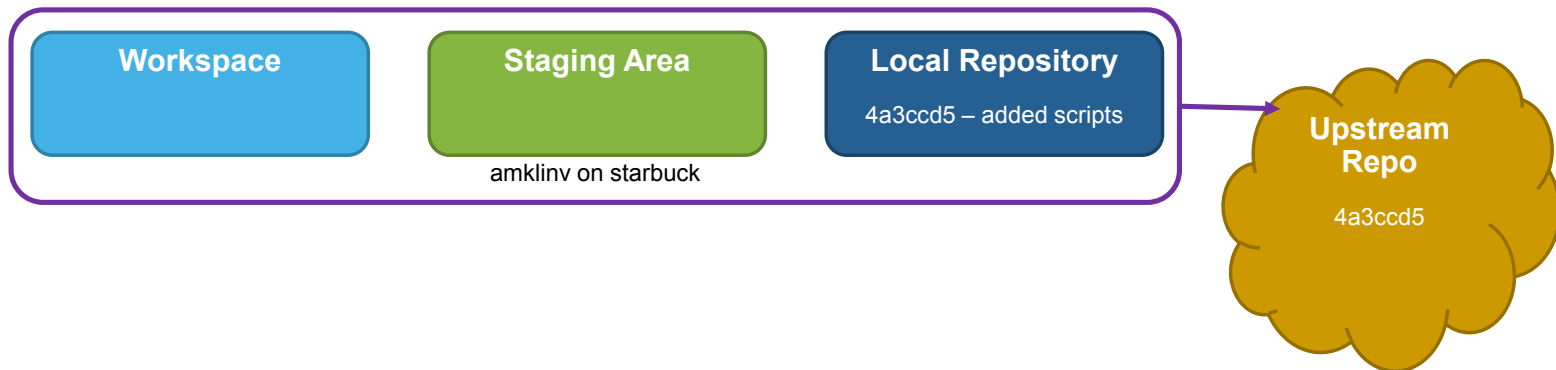 Workspace
Staging Area
Local Repository
4a3ccd5 – added scripts
amklinv on starbuck
Upstream
Repo
4a3ccd5